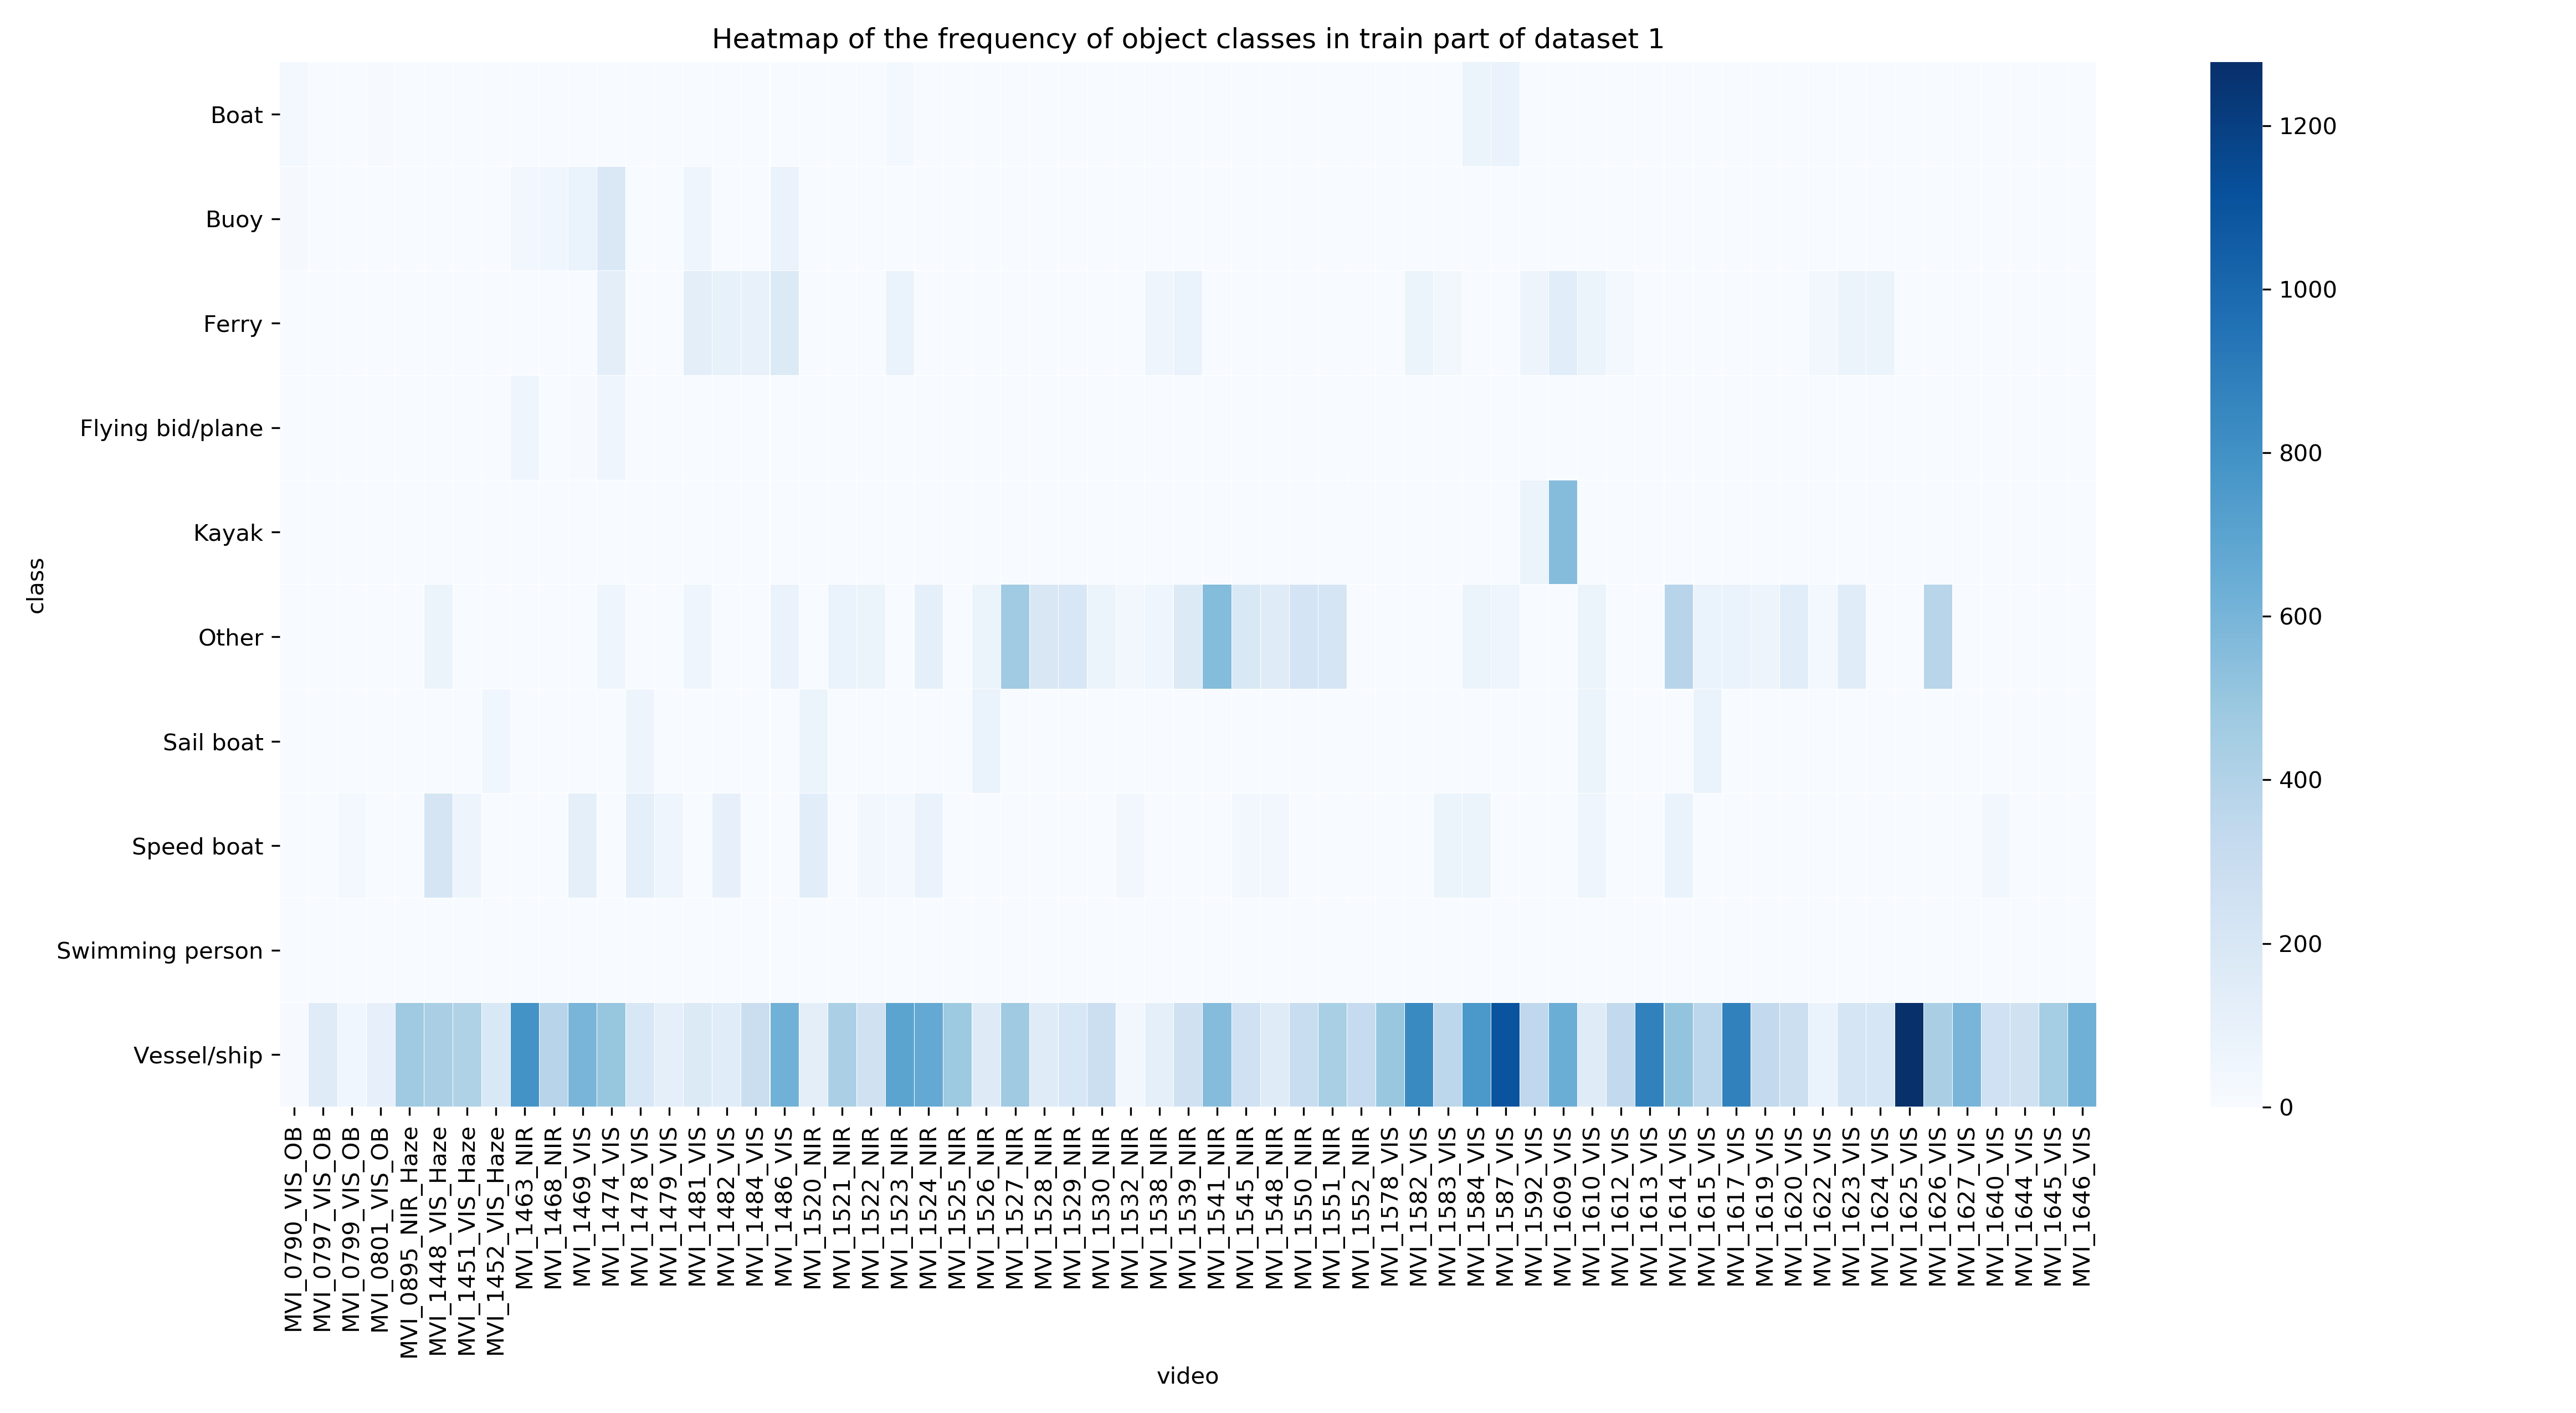 Heatmap of the frequency of object classes in train part of dataset 1
class
Boat
Buoy
Ferry
Flying bid/plane
Kayak
Other
Sail boat
Speed boat
Swimming person
Vessel/ship
MVI_0790_VIS_OB
MVI_0797_VIS_OB
MVI_0799_VIS_OB
MVI_0801_VIS_OB
MVI_0895_NIR_Haze
MVI_1448_VIS_Haze
MVI_1451_VIS_Haze
MVI_1452_VIS_Haze
MVI_1463_NIR
MVI_1468_NIR
MVI_1469_VIS
MVI_1474_VIS
MVI_1478_VIS
MVI_1479_VIS
MVI_1481_VIS
MVI_1482_VIS
MVI_1484_VIS
MVI_1486_VIS
MVI_1520_NIR
MVI_1521_NIR
MVI_1522_NIR
MVI_1523_NIR
MVI_1524_NIR
MVI_1525_NIR
MVI_1526_NIR
MVI_1527_NIR
MVI_1528_NIR
MVI_1529_NIR
MVI_1530_NIR
MVI_1532_NIR
MVI_1538_NIR
MVI_1539_NIR
MVI_1541_NIR
MVI_1545_NIR
MVI_1548_NIR
MVI_1550_NIR
MVI_1551_NIR
MVI_1552_NIR
MVI_1578_VIS
MVI_1582_VIS
MVI_1583_VIS
MVI_1584_VIS
MVI_1587_VIS
MVI_1592_VIS
MVI_1609_VIS
MVI_1610_VIS
MVI_1612_VIS
MVI_1613_VIS
MVI_1614_VIS
MVI_1615_VIS
MVI_1617_VIS
MVI_1619_VIS
MVI_1620_VIS
MVI_1622_VIS
MVI_1623_VIS
MVI_1624_VIS
MVI_1625_VIS
MVI_1626_VIS
MVI_1627_VIS
MVI_1640_VIS
MVI_1644_VIS
MVI_1645_VIS
MVI_1646_VIS
video
1200
1000
800
600
400
200
0